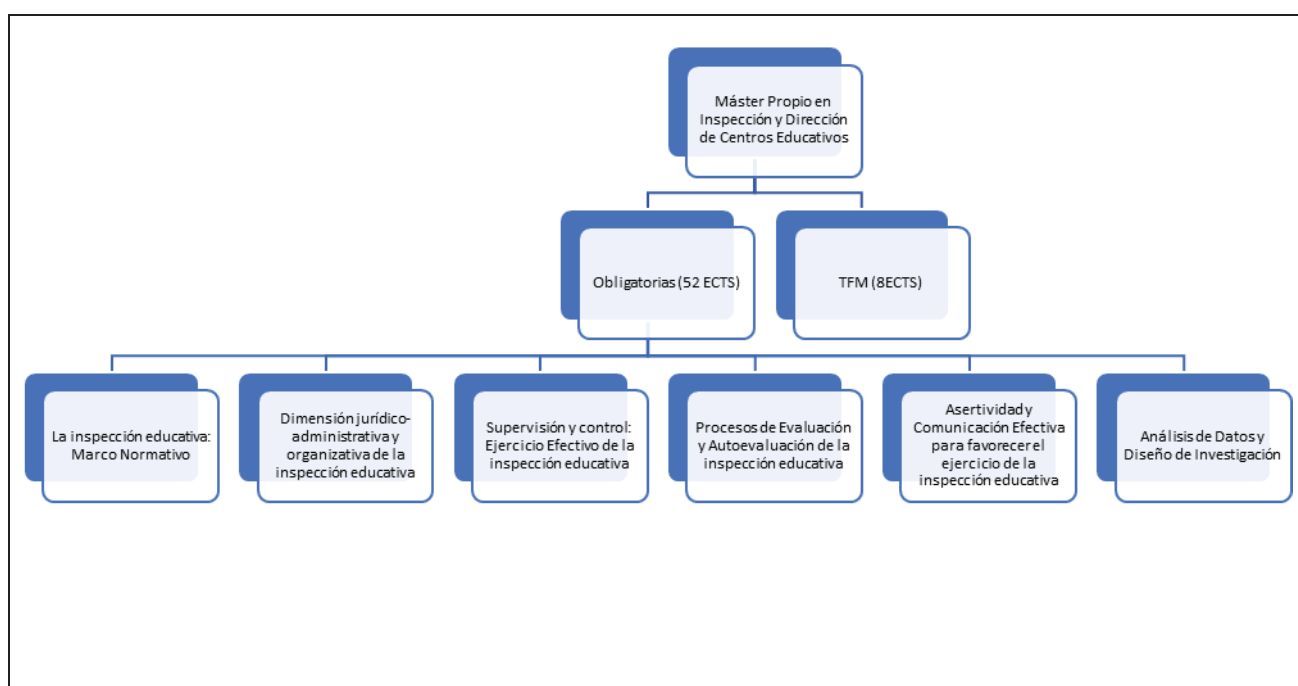 Máster Propio en
Inspección y Dirección
de Centros Educativos
Obligatorias (52 ECTS)
TFM (8ECTS)
La inspección educativa:
Marco Normativo
Dimensión jurídico-
administrativa y
organizativa de la
inspección educativa
Supervisión y control:
Ejercicio Efectivo de la
inspección educativa
Procesos de Evaluación
y Autoevaluación de la
inspección educativa
Asertividad y
Comunicación Efectiva
para favorecer el
ejercicio de la
inspección educativa
Análisis de Datos y
Diseño de Investigación